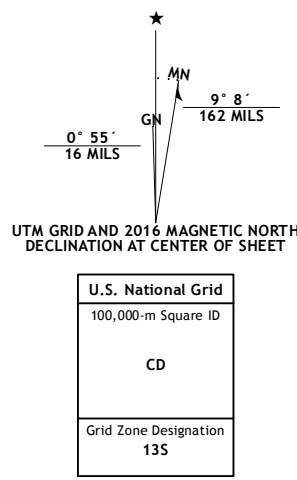 ★
MN
GN
9° 8´
162 MILS
0° 55´
16 MILS
UTM GRID AND 2016 MAGNETIC NORTH
DECLINATION AT CENTER OF SHEET
U.S. National Grid
100,000-m Square ID
CD
Grid Zone Designation
13S